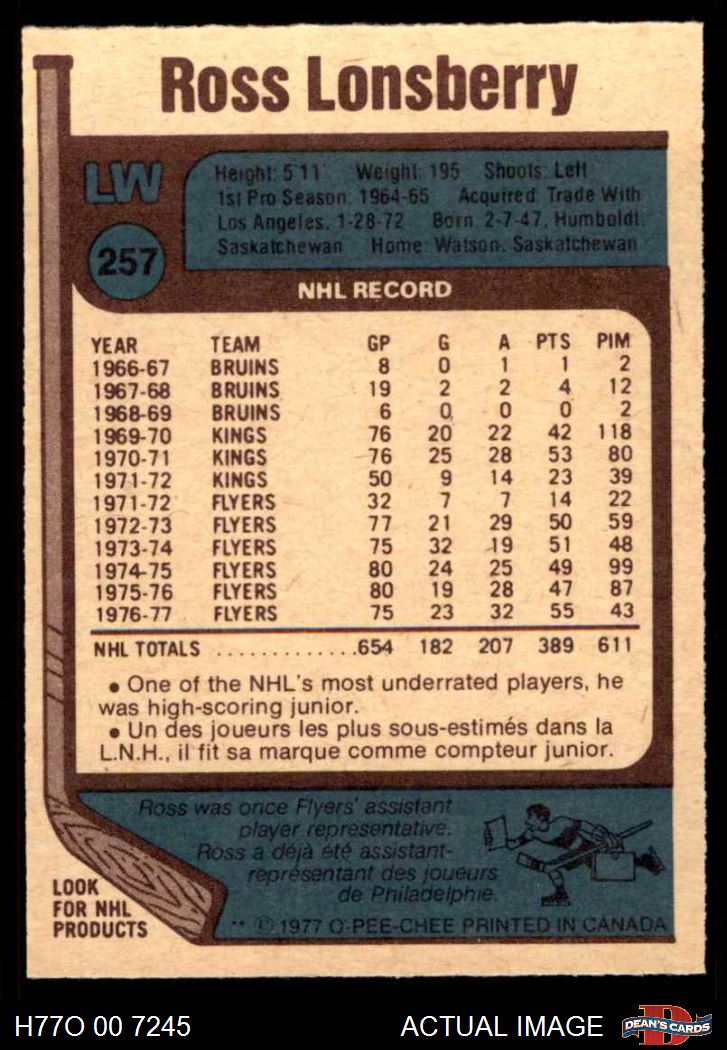 Ross Lonsberry
LW
257
Height: 5'11 Weight: 195 Shoots: Left
1st Pro Season: 1964-65 Acquired: Trade With
Los Angeles, 1-28-72 Born: 2-7-47, Humboldt,
Saskatchewan Home: Watson, Saskatchewan
NHL RECORD
YEAR TEAM GP G A PTS PIM
1966-67 BRUINS 8 0 1 1 2
1967-68 BRUINS 19 2 2 4 12
1968-69 BRUINS 6 0 0 0 2
1969-70 KINGS 76 20 22 42 118
1970-71 KINGS 76 25 28 53 80
1971-72 KINGS 50 9 14 23 39
1971-72 FLYERS 32 7 7 14 22
1972-73 FLYERS 77 21 29 50 59
1973-74 FLYERS 75 32 19 51 48
1974-75 FLYERS 80 24 25 49 99
1975-76 FLYERS 80 19 28 47 87
1976-77 FLYERS 75 23 32 55 43
NHL TOTALS .............654 182 207 389 611
• One of the NHL's most underrated players, he
was high-scoring junior.
• Un des joueurs les plus sous-estimés dans la
L.N.H., il fit sa marque comme compteur junior.
Ross was once Flyers' assistant
player representative.
Ross a déjà été assistant-
représentant des joueurs
de Philadelphie.
LOOK
FOR NHL
PRODUCTS
** © 1977 O-PEE-CHEE PRINTED IN CANADA
H77O 00 7245 ACTUAL IMAGE
D
DEAN'S CARDS